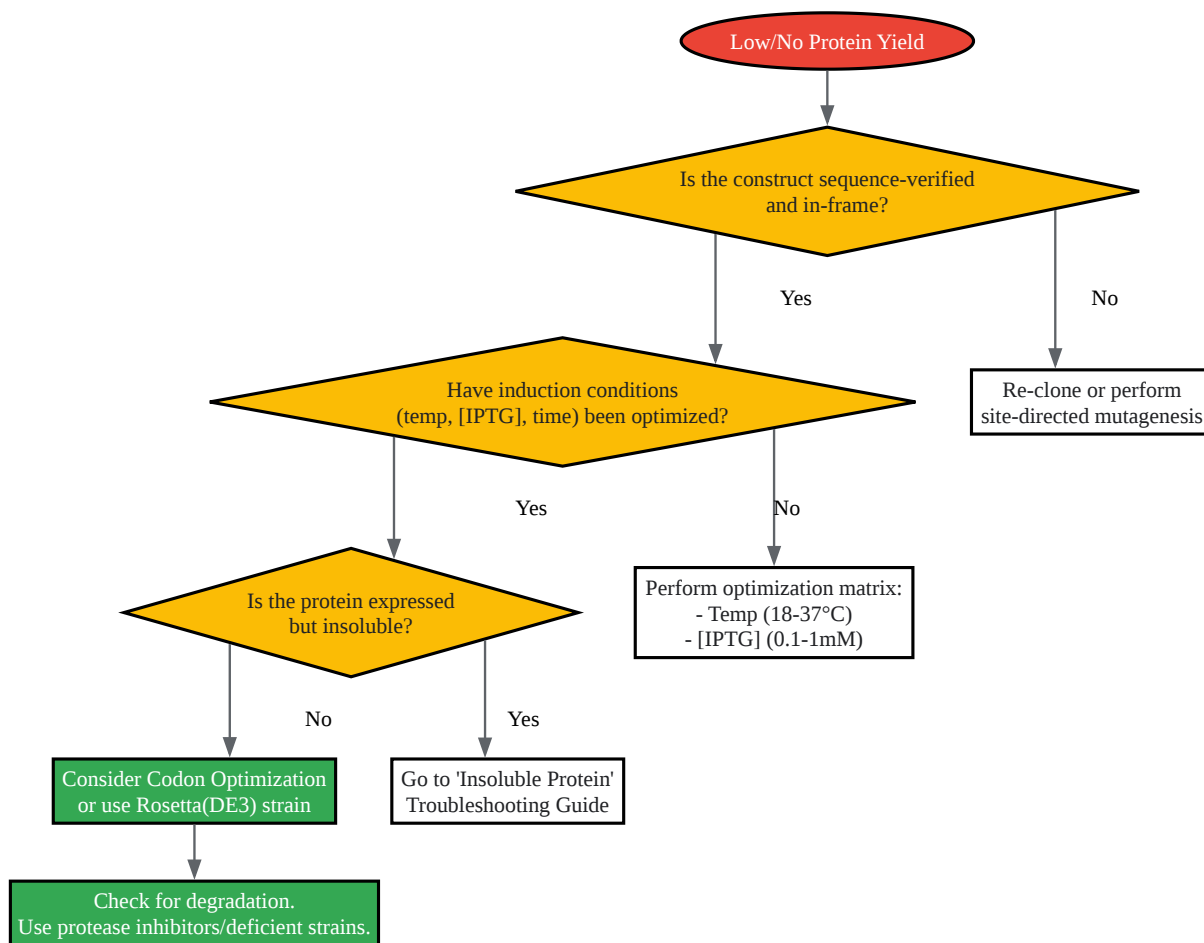 Low/No Protein Yield
Is the construct sequence-verified
and in-frame?
Yes
No
Have induction conditions
(temp, [IPTG], time) been optimized?
Re-clone or perform
site-directed mutagenesis
Yes
No
Is the protein expressed
but insoluble?
Perform optimization matrix:
- Temp (18-37°C)
- [IPTG] (0.1-1mM)
No
Yes
Consider Codon Optimization
or use Rosetta(DE3) strain
Go to 'Insoluble Protein'
Troubleshooting Guide
Check for degradation.
Use protease inhibitors/deficient strains.